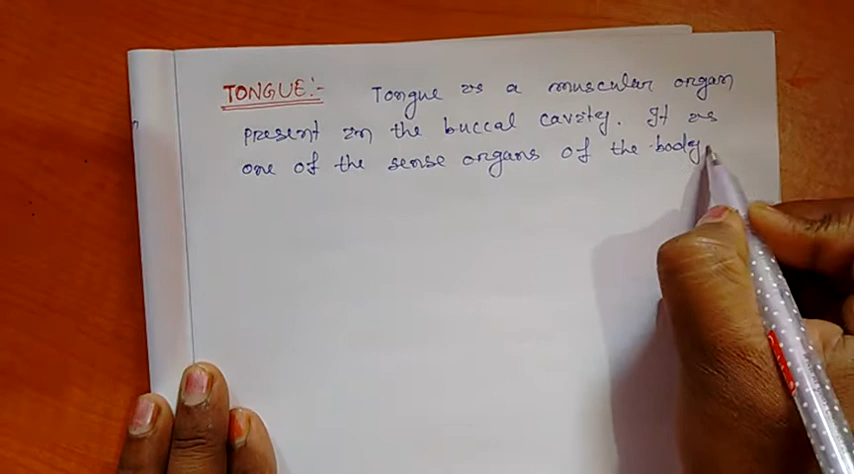 TONGUE:- Tongue is a muscular organ
present in the buccal cavity. It is
one of the sense organs of the body.